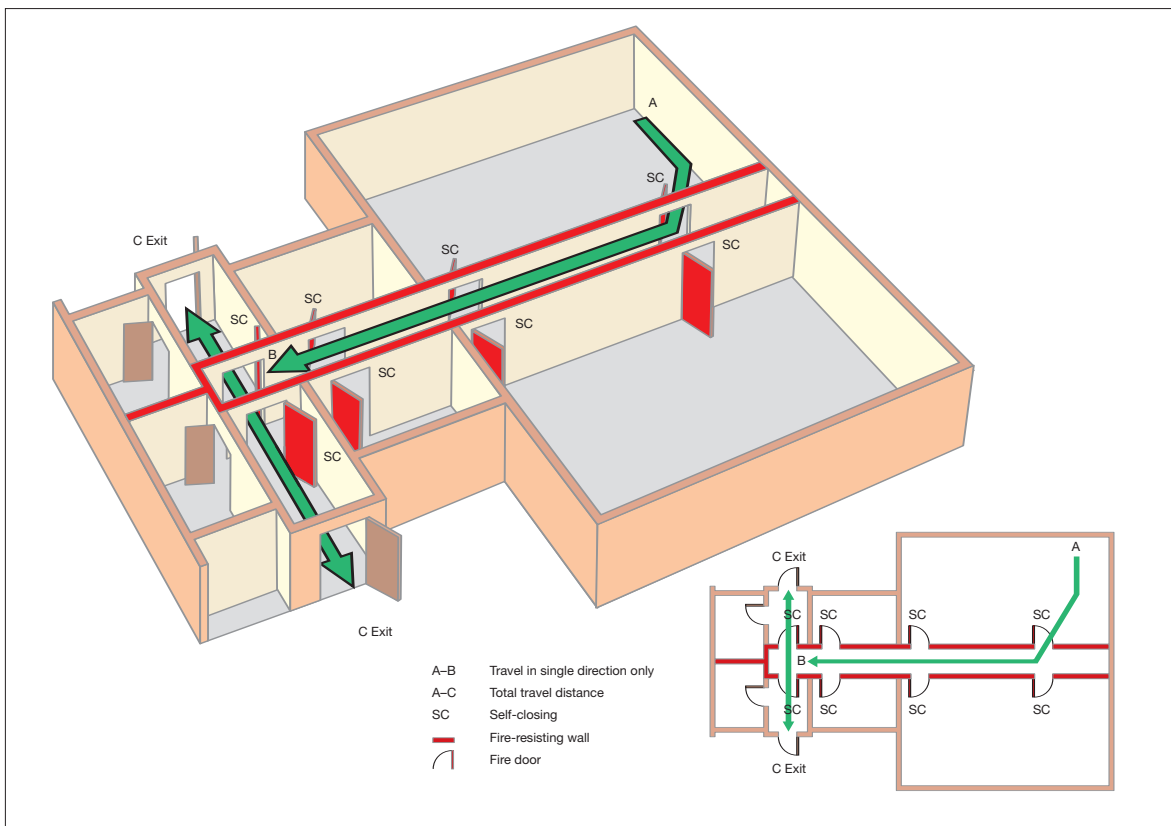 A
SC
C Exit
SC
SC
SC
SC
SC
B
SC
SC
C Exit
A–B Travel in single direction only
A–C Total travel distance
SC Self-closing
Fire-resisting wall
Fire door
A
C Exit
SC SC SC SC
B
SC SC SC SC
C Exit